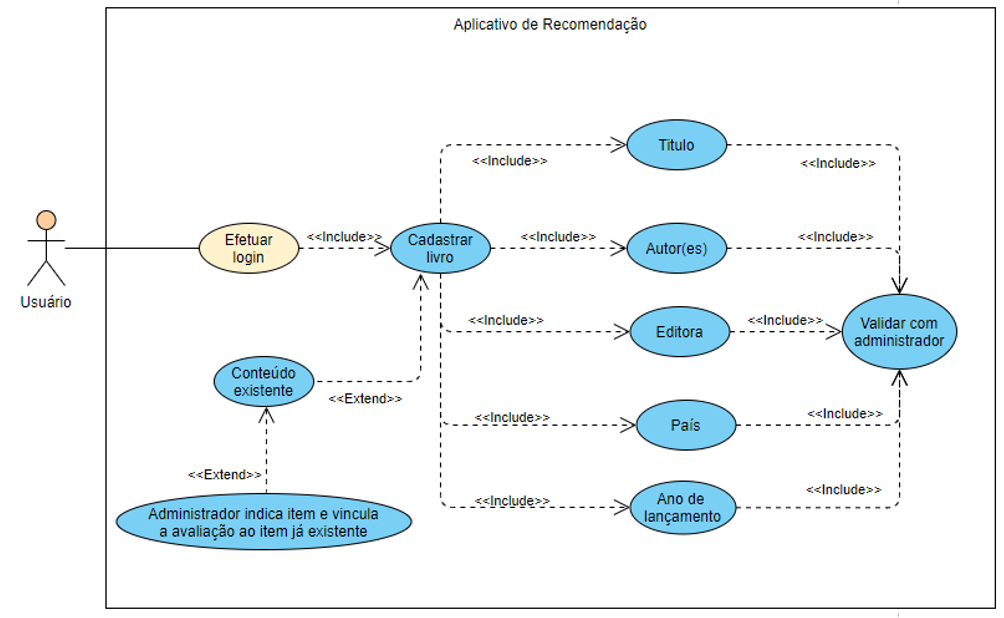 Aplicativo de Recomendação
Titulo
<<Include>>
<<Include>>
Usuário
Efetuar
login
<<Include>>
Cadastrar
livro
<<Include>>
Autor(es)
<<Include>>
<<Include>>
Editora
<<Include>>
Validar com
administrador
Conteúdo
existente
<<Extend>>
<<Include>>
País
<<Include>>
<<Extend>>
<<Include>>
Ano de
lançamento
<<Include>>
Administrador indica item e vincula
a avaliação ao item já existente